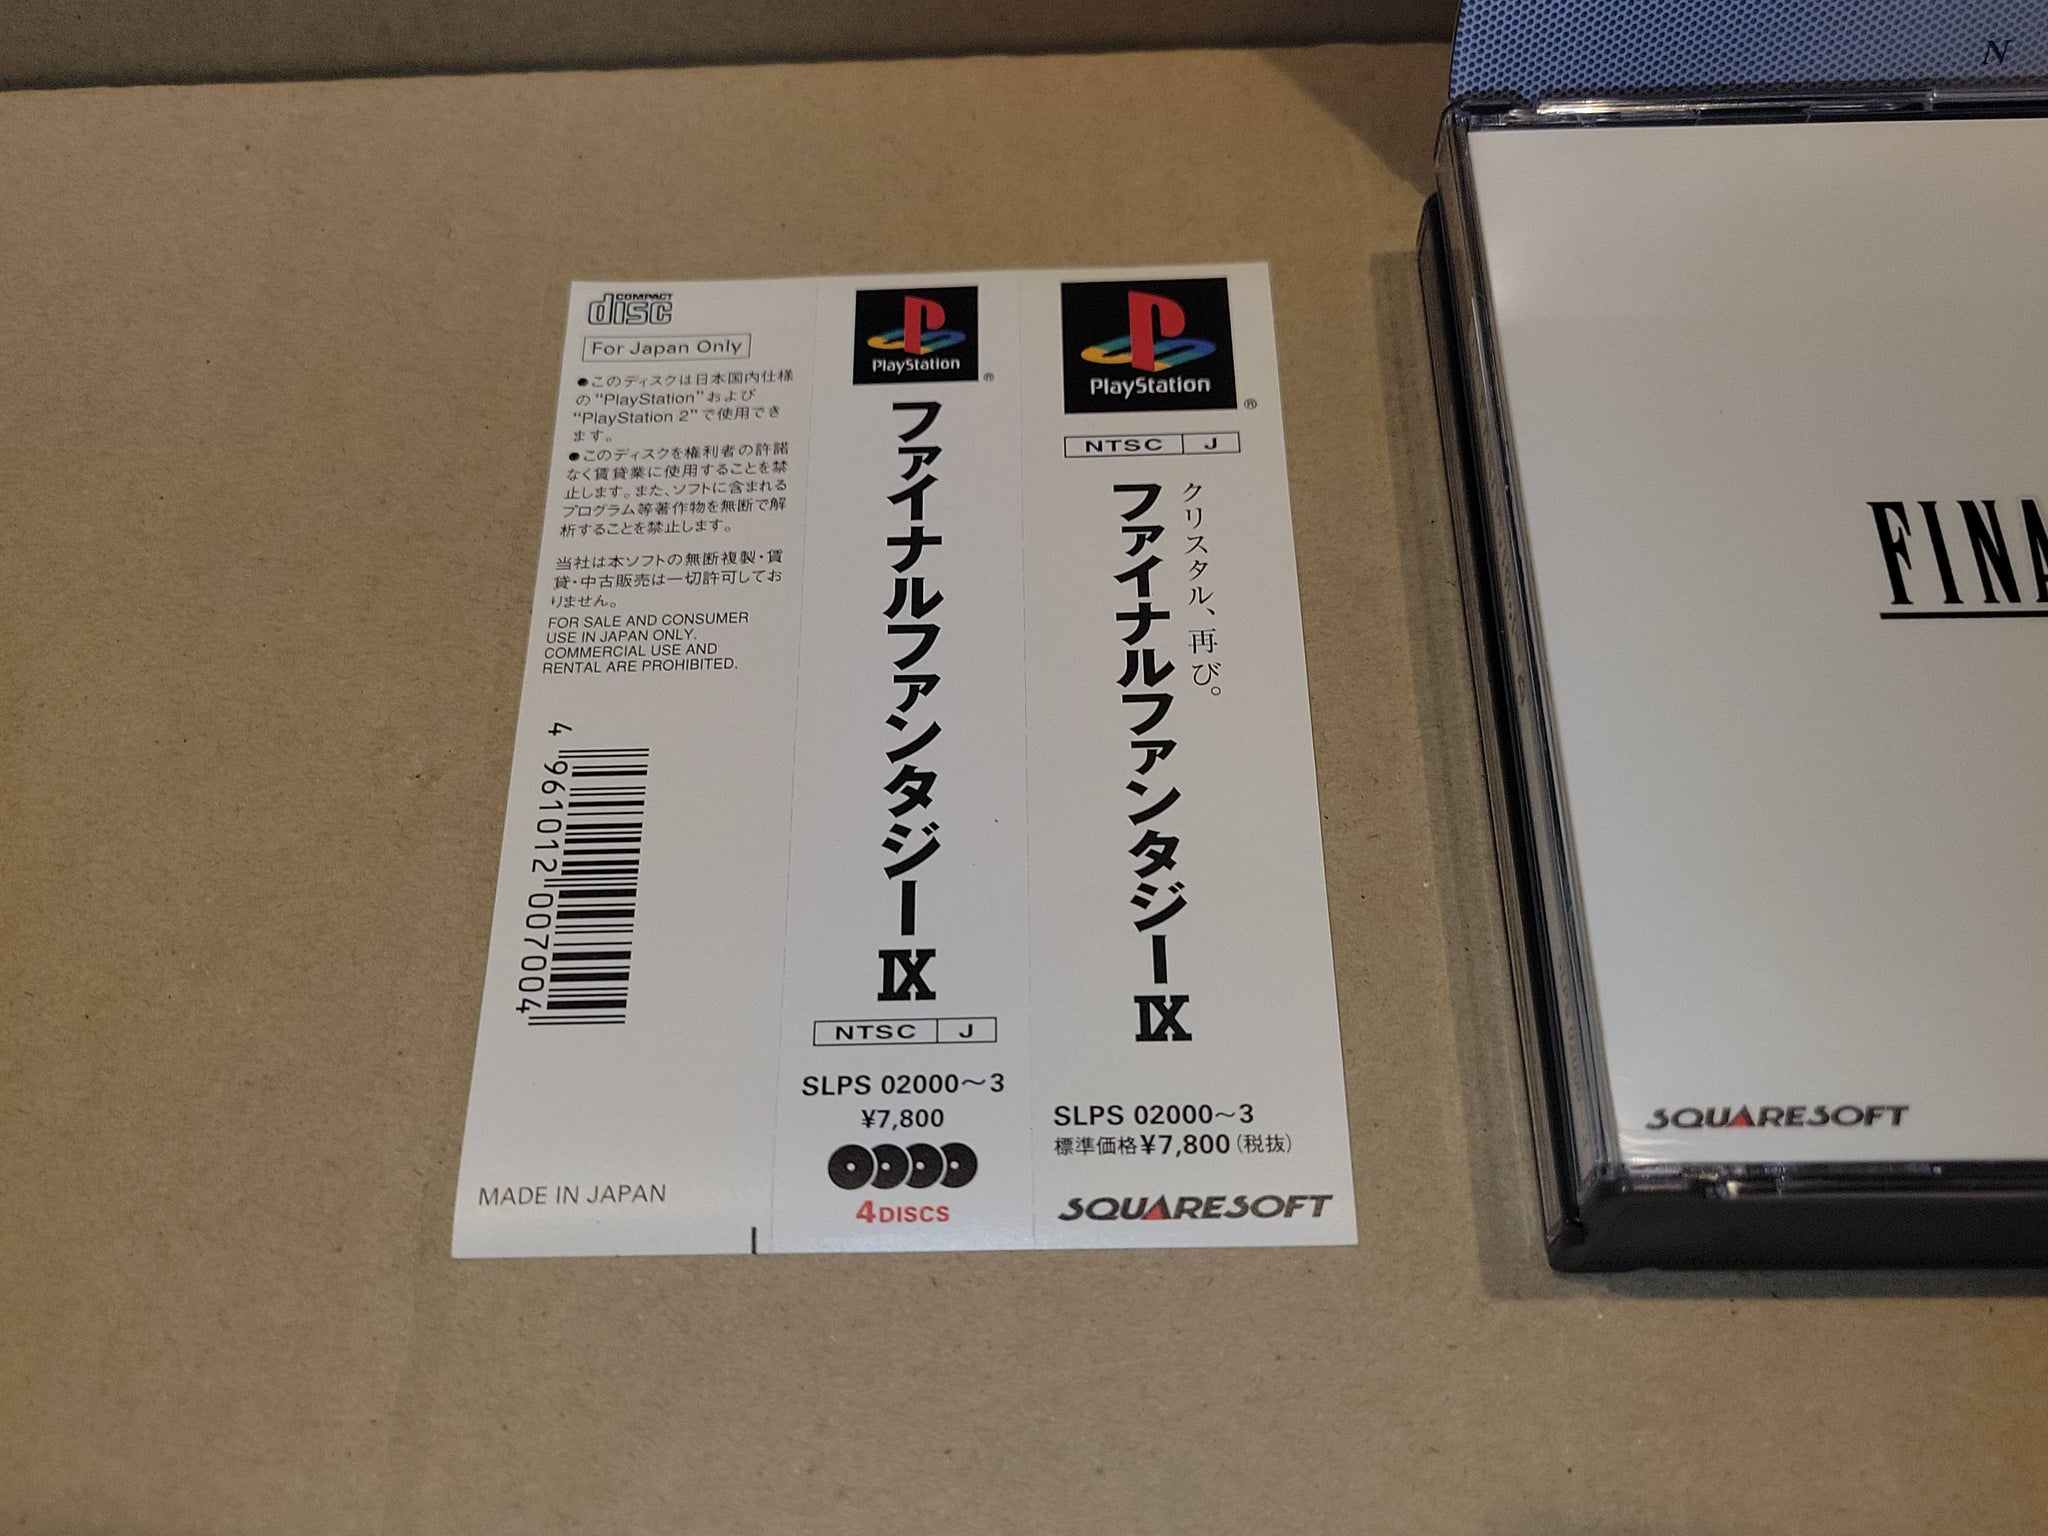 COMPACT
disc
For Japan Only
●このディスクは日本国内仕様
の“PlayStation”および
“PlayStation 2”で使用でき
ます。
●このディスクを権利者の許諾
なく賃貸業に使用することを禁
止します。また、ソフトに含まれる
プログラム等著作物を無断で解
析することを禁止します。
当社は本ソフトの無断複製・賃
貸・中古販売は一切許可してお
りません。
FOR SALE AND CONSUMER
USE IN JAPAN ONLY.
COMMERCIAL USE AND
RENTAL ARE PROHIBITED.
4 961012 007004
MADE IN JAPAN
PlayStation
®
ファイナルファンタジーIX
NTSC J
SLPS 02000～3
¥7,800
4DISCS
PlayStation
®
NTSC J
クリスタル、再び。
ファイナルファンタジーIX
SLPS 02000～3
標準価格¥7,800(税抜)
SQUARESOFT
N
FINA
SQUARESOFT